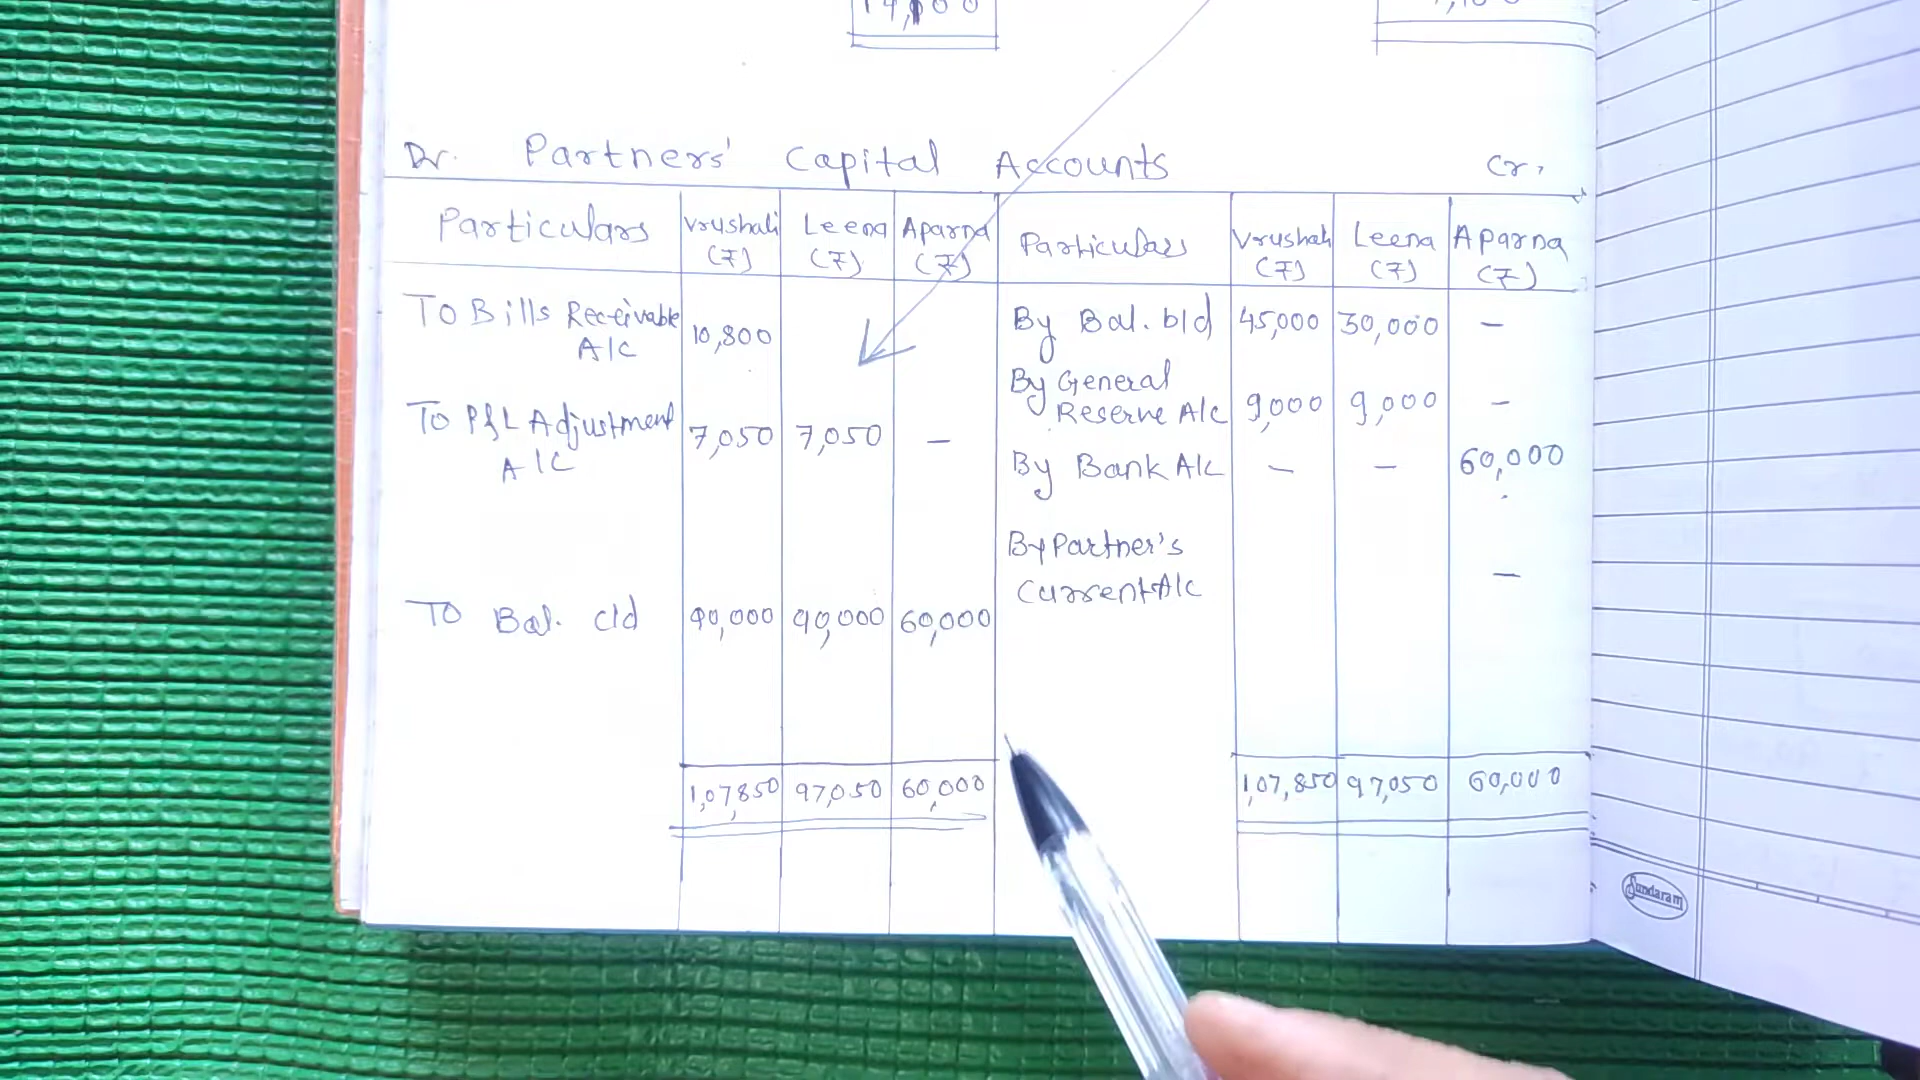 Dr. Partners' Capital Accounts Cr.
Particulars Vrushali (₹) Leena (₹) Aparna (₹) Particulars Vrushali (₹) Leena (₹) Aparna (₹)
To Bills Receivable A/c 10,800 By Bal. b/d 45,000 30,000 –
By General Reserve A/c 9,000 9,000 –
To P&L Adjustment A/c 7,050 7,050 – By Bank A/c – – 60,000
By Partner's Current A/c –
To Bal. c/d 90,000 90,000 60,000
1,07,850 97,050 60,000 1,07,850 97,050 60,000
Sundaram